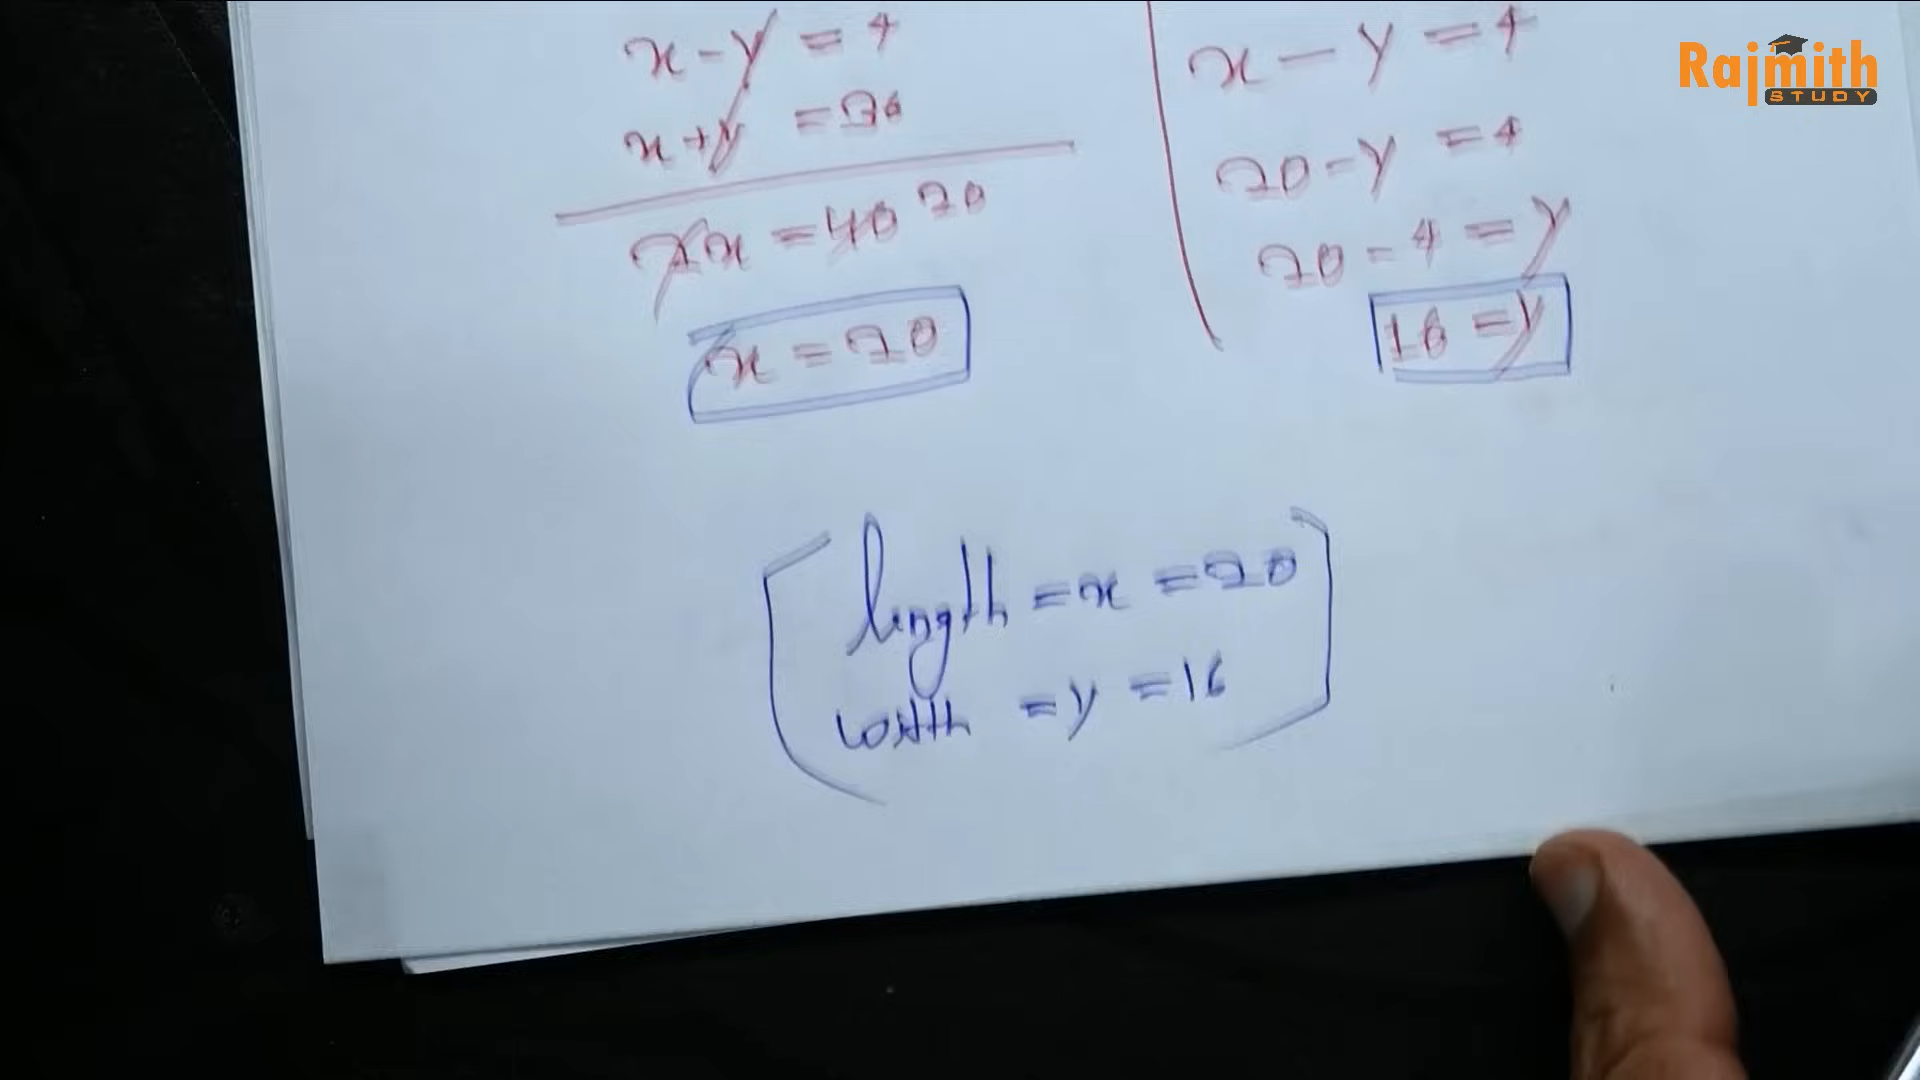 x - y = 4
x + y = 36
2x = 40 20
x = 20
x - y = 4
20 - y = 4
20 - 4 = y
16 = y
length = x = 20
width = y = 16
Rajmith
STUDY